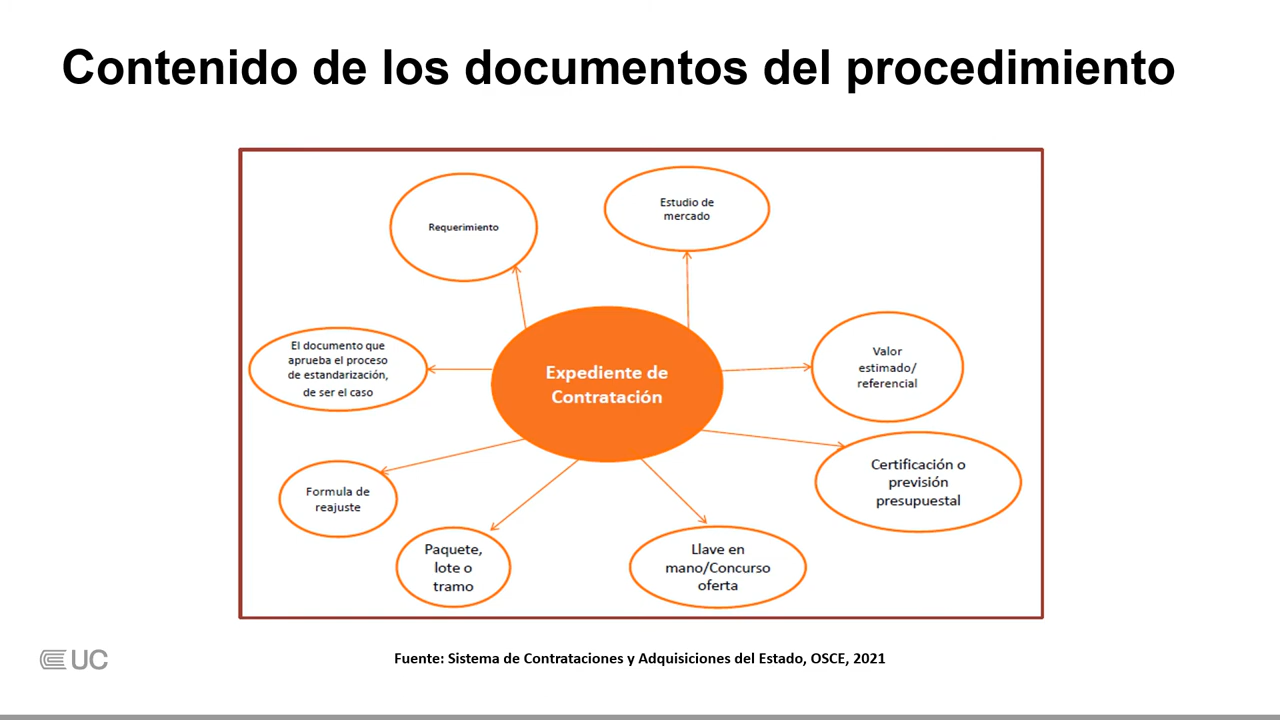 Contenido de los documentos del procedimiento
Requerimiento
Estudio de
mercado
El documento que
aprueba el proceso
de estandarización,
de ser el caso
Expediente de
Contratación
Valor
estimado/
referencial
Certificación o
previsión
presupuestal
Formula de
reajuste
Paquete,
lote o
tramo
Llave en
mano/Concurso
oferta
UC
Fuente: Sistema de Contrataciones y Adquisiciones del Estado, OSCE, 2021